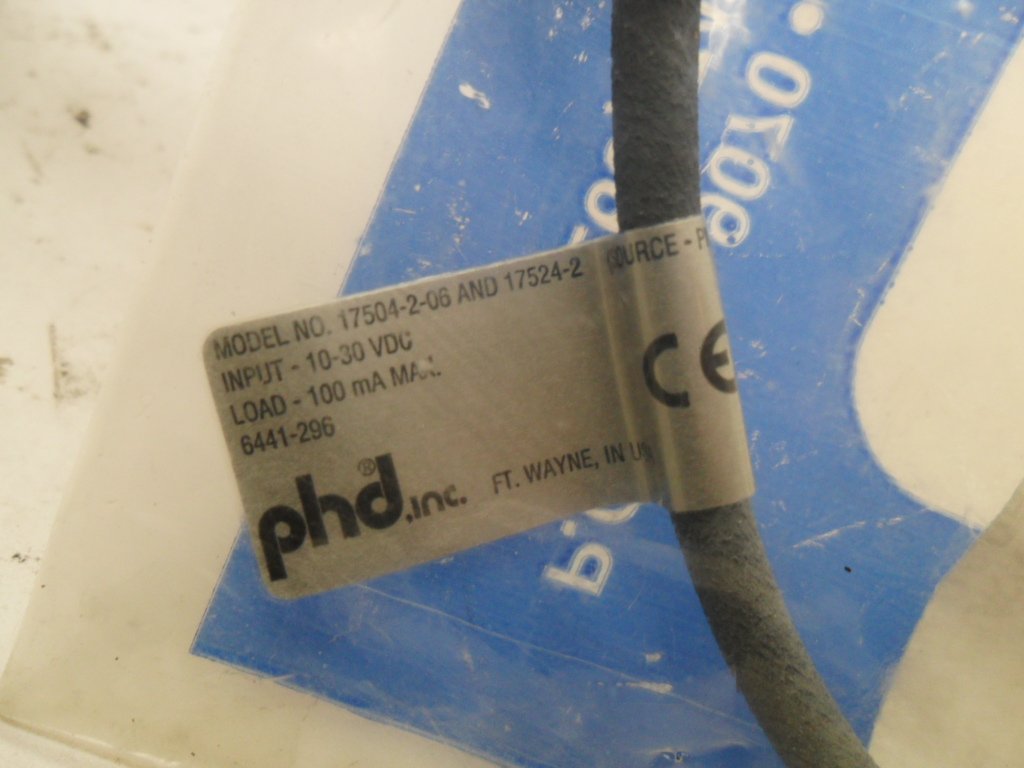 MODEL NO. 17504-2-06 AND 17524-2
SOURCE -
INPUT - 10-30 VDC
LOAD - 100 mA MAX.
6441-296
CE
phd®,inc.
FT. WAYNE, IN